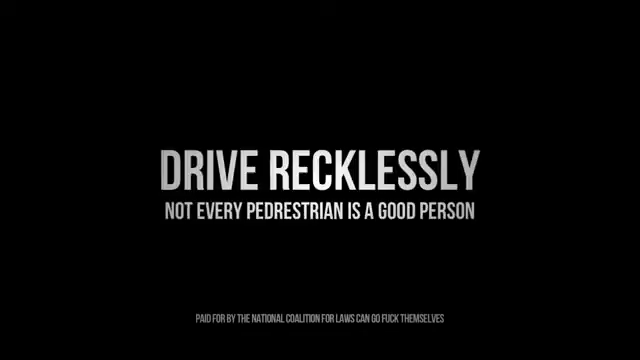 DRIVE RECKLESSLY
NOT EVERY PEDRESTRIAN IS A GOOD PERSON
PAID FOR BY THE NATIONAL COALITION FOR LAWS CAN GO FUCK THEMSELVES